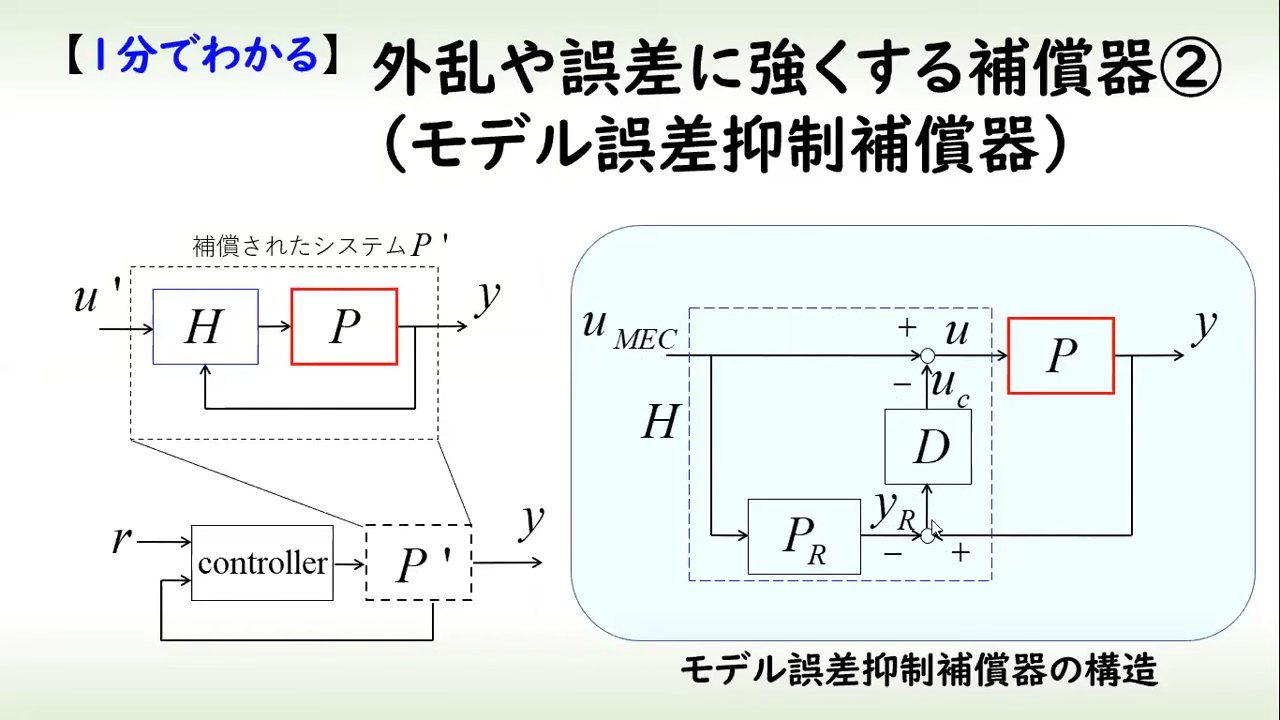 【1分でわかる】
外乱や誤差に強くする補償器②
（モデル誤差抑制補償器）
補償されたシステムP'
u'
H
P
y
r
controller
P'
y
u MEC
+
u
P
y
−
u c
H
D
y R
P R
−
+
モデル誤差抑制補償器の構造